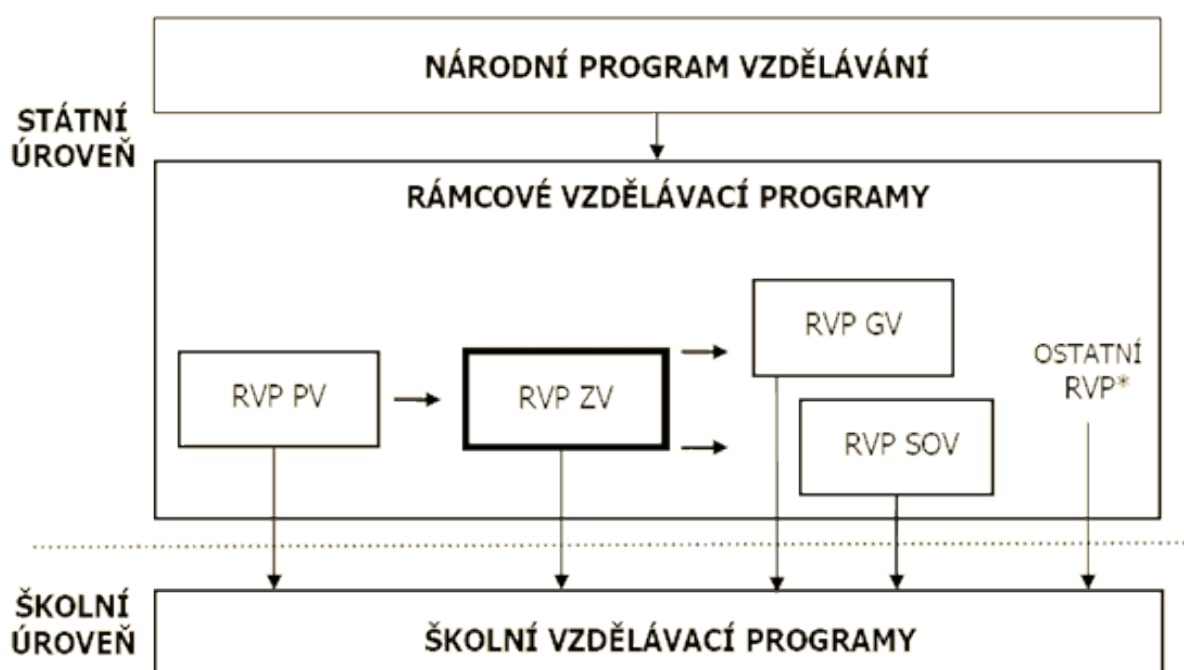 NÁRODNÍ PROGRAM VZDĚLÁVÁNÍ
STÁTNÍ
ÚROVEŇ
RÁMCOVÉ VZDĚLÁVACÍ PROGRAMY
RVP PV
RVP ZV
RVP GV
RVP SOV
OSTATNÍ
RVP*
ŠKOLNÍ
ÚROVEŇ
ŠKOLNÍ VZDĚLÁVACÍ PROGRAMY